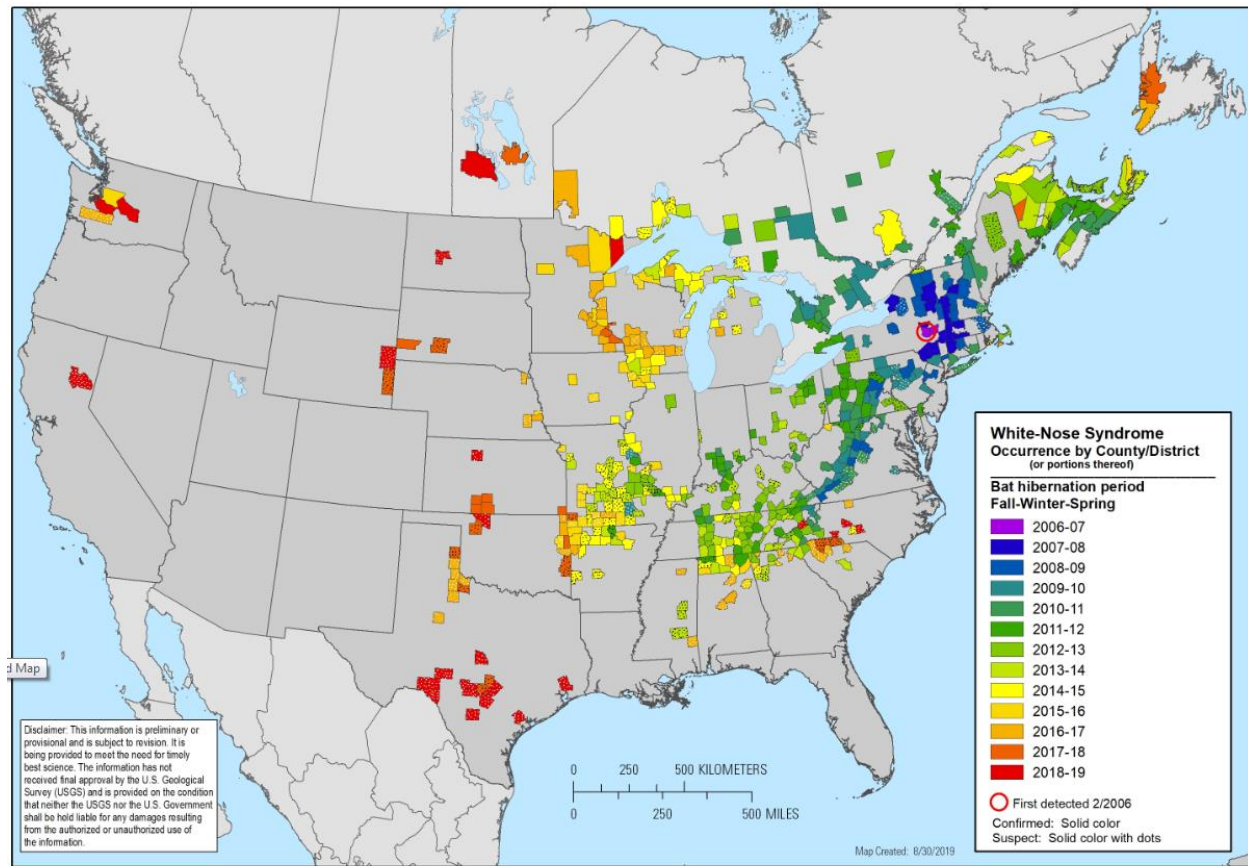 d Map
Disclaimer: This information is preliminary or
provisional and is subject to revision. It is
being provided to meet the need for timely
best science. The information has not
received final approval by the U.S. Geological
Survey (USGS) and is provided on the condition
that neither the USGS nor the U.S. Government
shall be held liable for any damages resulting
from the authorized or unauthorized use of
the information.
0 250 500 KILOMETERS
0 250 500 MILES
Map Created: 8/30/2019
White-Nose Syndrome
Occurrence by County/District
(or portions thereof)
Bat hibernation period
Fall-Winter-Spring
2006-07
2007-08
2008-09
2009-10
2010-11
2011-12
2012-13
2013-14
2014-15
2015-16
2016-17
2017-18
2018-19
First detected 2/2006
Confirmed: Solid color
Suspect: Solid color with dots